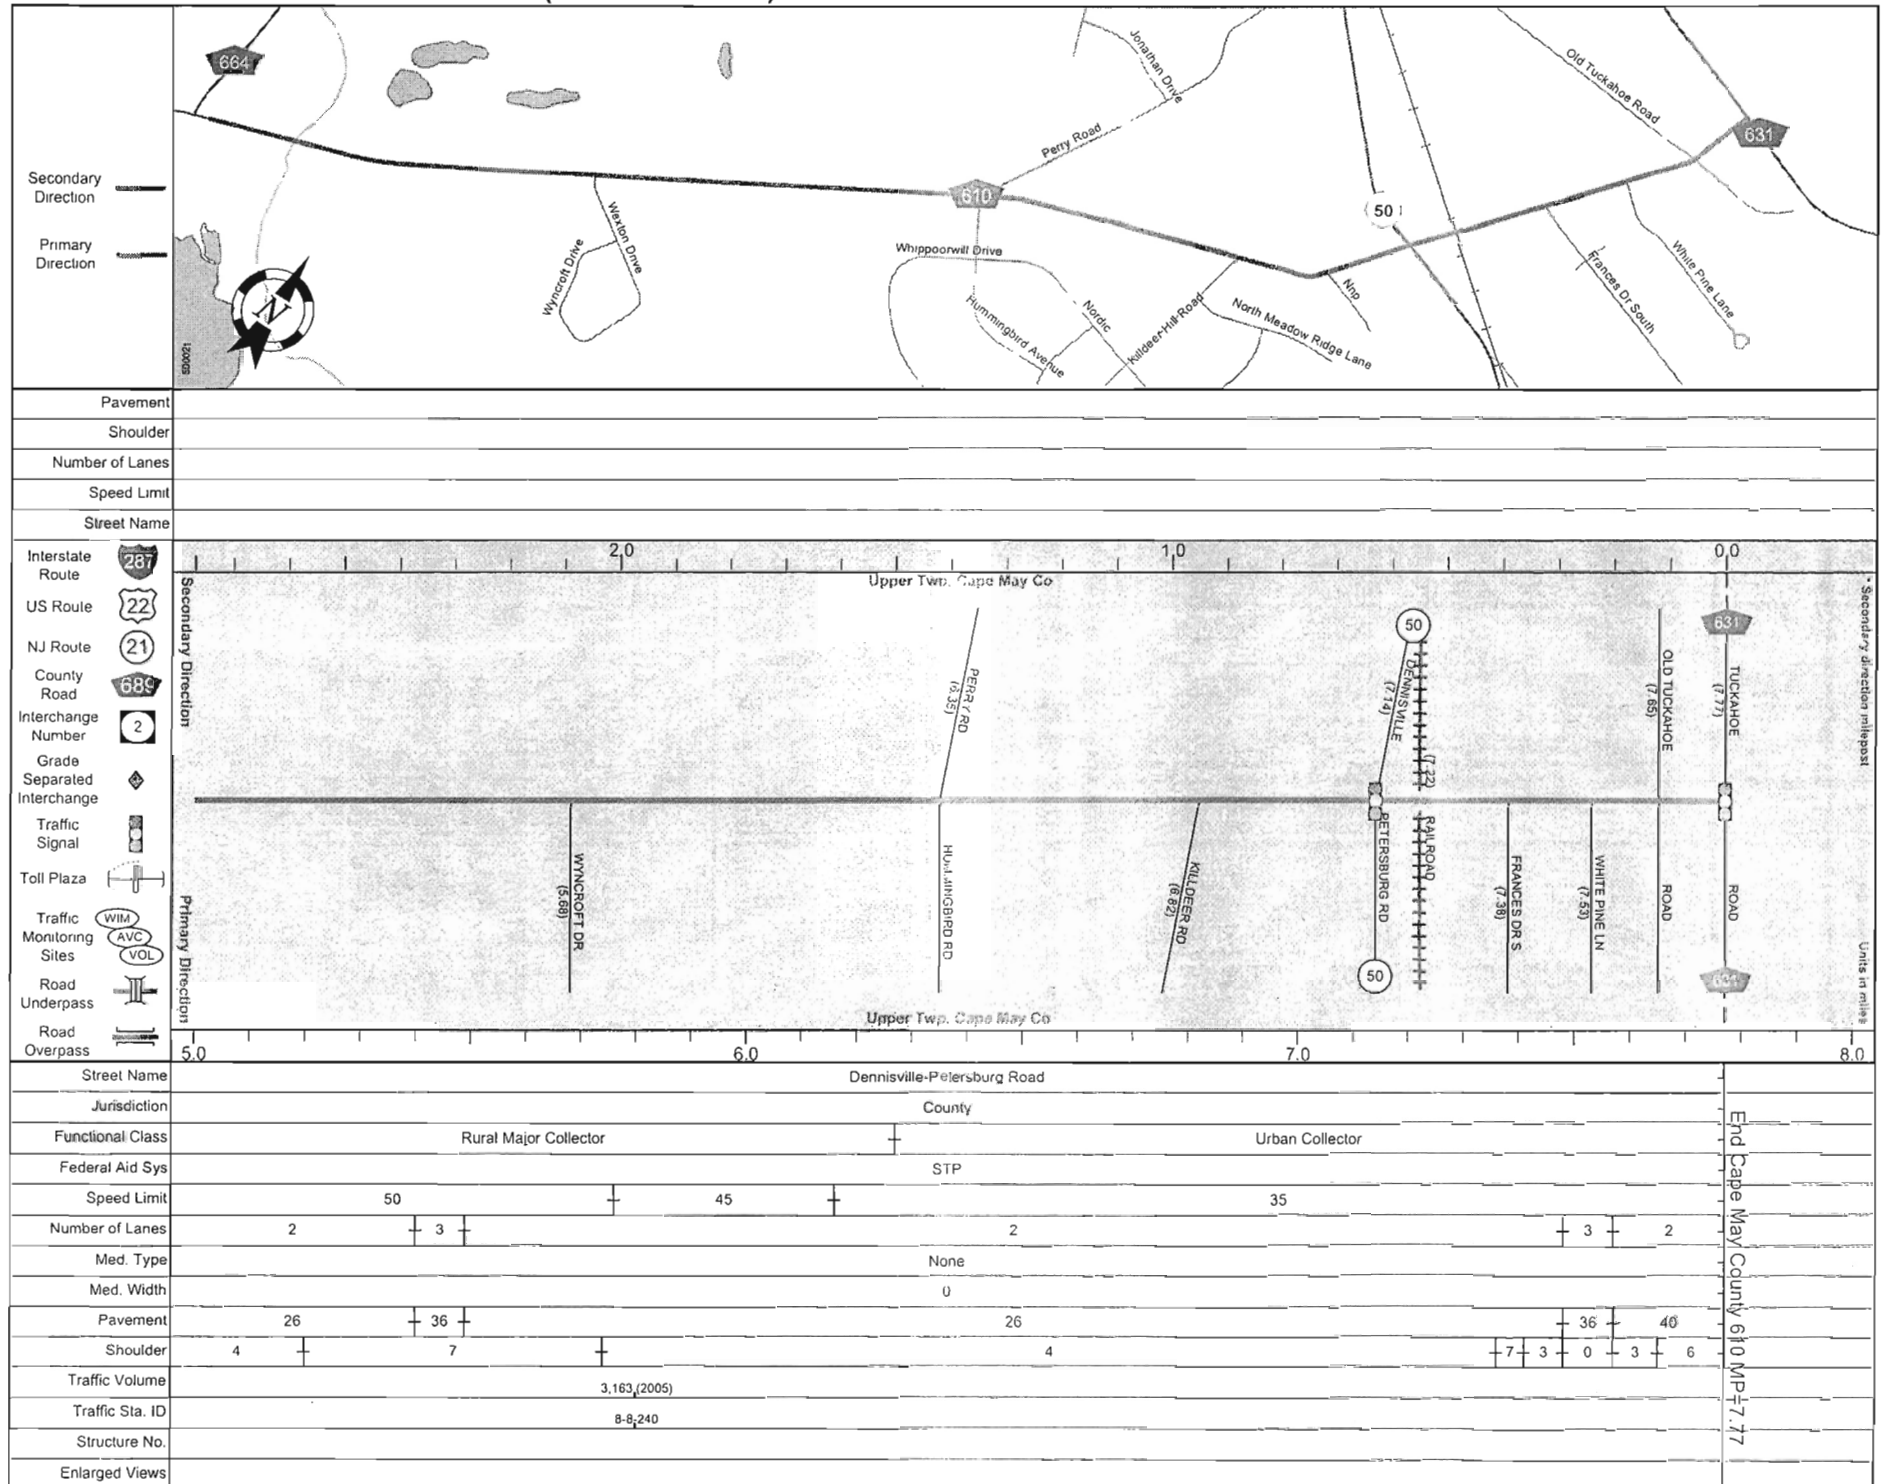 664
Jonathan Drive
Old Tuckahoe Road
631
Perry Road
Secondary
Direction
610
50
Primary
Direction
Waxton Drive
Wyncroft Drive
Whippoorwill Drive
Hummingbird Avenue
Nordic
Killdeer Hill Road
North Meadow Ridge Lane
Nnp
Frances Dr South
White Pine Lane
N
Pavement
Shoulder
Number of Lanes
Speed Limit
Street Name
Interstate
Route
287
US Route
22
NJ Route
21
County
Road
689
Interchange
Number
2
Grade
Separated
Interchange
Traffic
Signal
Toll Plaza
Traffic
Monitoring
Sites
WIM
AVC
VOL
Road
Underpass
Road
Overpass
2.0 1.0 0.0
Upper Twp. Cape May Co
Secondary Direction
Primary Direction
Secondary direction milepost
Units in miles
PERRY RD
(6.35)
50
DENNISVILLE
(7.14)
(7.22)
OLD TUCKAHOE
(7.65)
631
TUCKAHOE
(7.77)
WYNCROFT DR
(5.68)
HUMMINGBIRD RD
KILLDEER RD
(6.82)
PETERSBURG RD
50
RAILROAD
FRANCES DR S
(7.38)
WHITE PINE LN
(7.53)
ROAD
ROAD
631
Upper Twp. Cape May Co
5.0 6.0 7.0 8.0
Street Name Dennisville-Petersburg Road
Jurisdiction County
Functional Class Rural Major Collector Urban Collector
Federal Aid Sys STP
Speed Limit 50 45 35
Number of Lanes 2 3 2 3 2
Med. Type None
Med. Width 0
Pavement 26 36 26 36 40
Shoulder 4 7 4 7 3 0 3 6
Traffic Volume 3,163 (2005)
Traffic Sta. ID 8-8-240
Structure No.
Enlarged Views
End Cape May County 610 MP=7.77